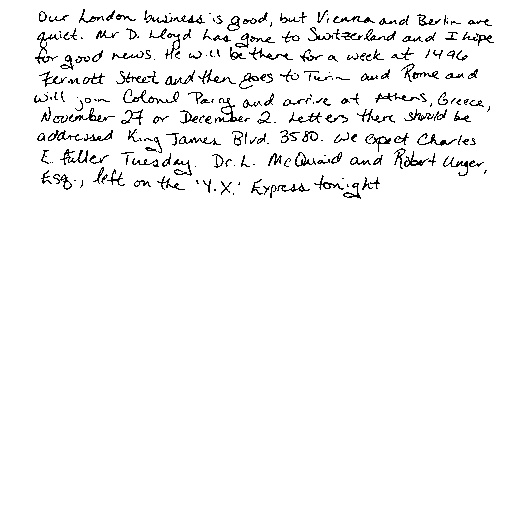 Our London business is good, but Vienna and Berlin are
quiet. Mr D. Lloyd has gone to Switzerland and I hope
for good news. He will be there for a week at 1496
Zermott Street and then goes to Turin and Rome and
will join Colonel Parry and arrive at Athens, Greece,
November 27 or December 2. Letters there should be
addressed King James Blvd. 3580. We expect Charles
E. Fuller Tuesday. Dr. L. McQuaid and Robert Unger,
Esq., left on the 'Y.X.' Express tonight